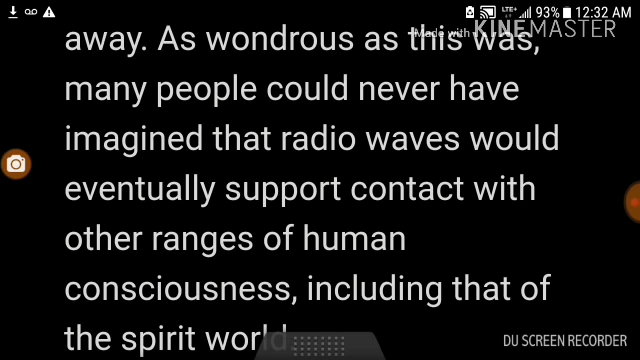 LTE+ 93% 12:32 AM
Made with KINEMASTER
away. As wondrous as this was,
many people could never have
imagined that radio waves would
eventually support contact with
other ranges of human
consciousness, including that of
the spirit world
DU SCREEN RECORDER